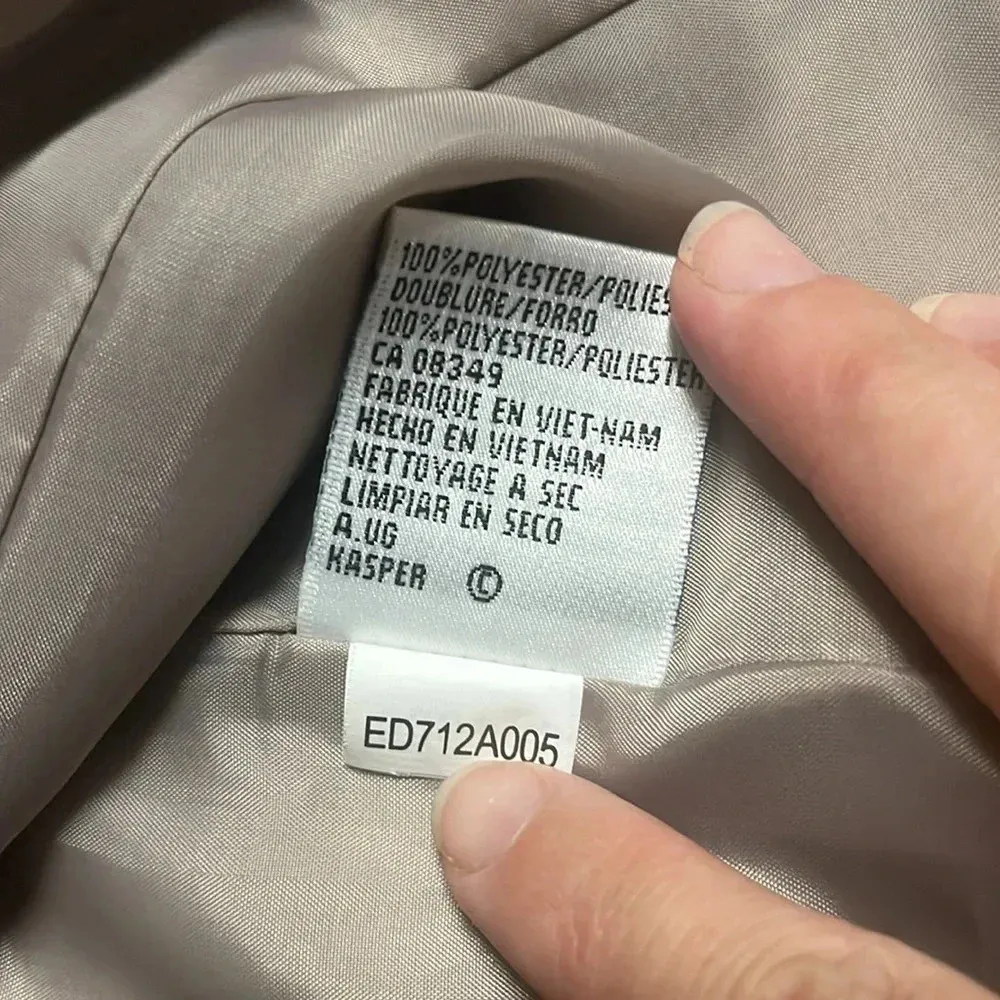 100%POLYESTER/POLIES
DOUBLURE/FORRO
100%POLYESTER/POLIESTER
CA 08349
FABRIQUE EN VIET-NAM
HECHO EN VIETNAM
NETTOYAGE A SEC
LIMPIAR EN SECO
A.UG
KASPER ©
ED712A005